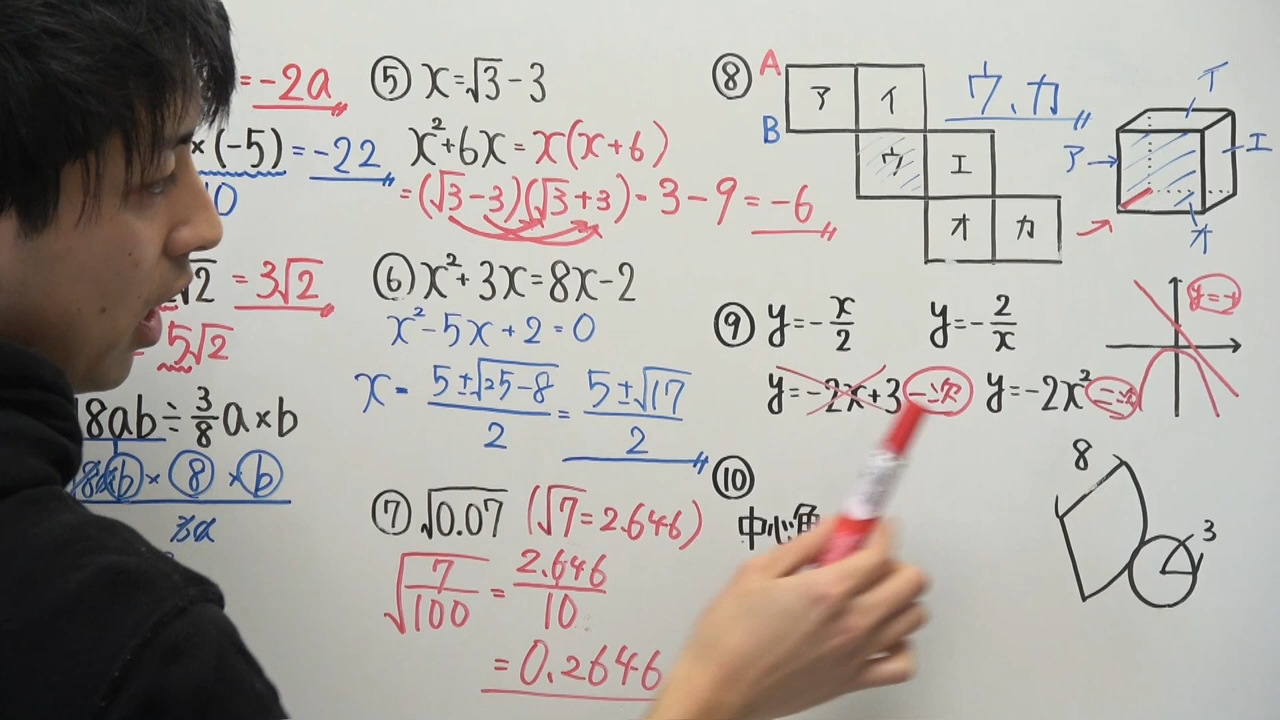 = -2a
×(-5) = -22
10
√2 = 3√2
5√2
8ab ÷ 3/8 a × b
⑤ x = √3 - 3
x² + 6x = x(x + 6)
= (√3 - 3)(√3 + 3) = 3 - 9 = -6
⑥ x² + 3x = 8x - 2
x² - 5x + 2 = 0
x = (5 ± √25 - 8)/2 = (5 ± √17)/2
⑦ √0.07 (√7 = 2.646)
√(7/100) = 2.646/10
= 0.2646
⑧ A ア イ ウ、カ
B ウ エ
オ カ
イ
ア エ
オ
⑨ y = -x/2 y = -2/x
y = -2x + 3 一次 y = -2x² 二次
⑩
中心角
8
3